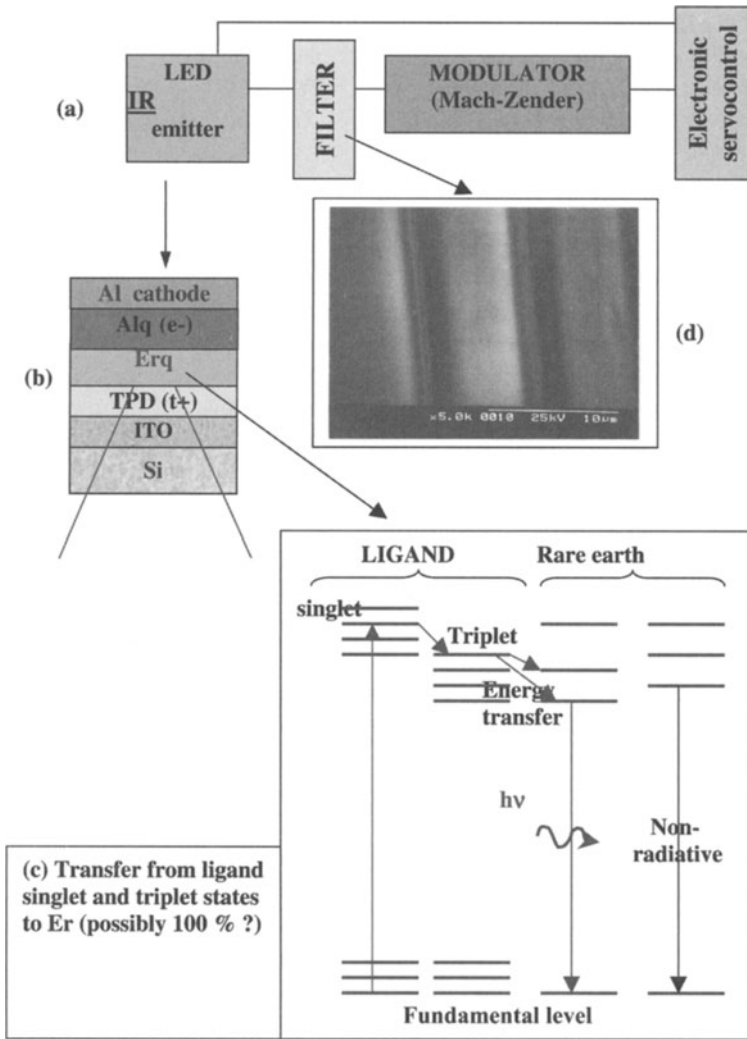 LED
IR
emitter
(a)
FILTER
MODULATOR
(Mach-Zender)
Electronic
servocontrol
(b)
Al cathode
Alq (e-)
Erq
TPD (t+)
ITO
Si
(d)
x5.0k 0010 25kV 10µm
LIGAND
Rare earth
singlet
Triplet
Energy
transfer
hν
Non-
radiative
(c) Transfer from ligand
singlet and triplet states
to Er (possibly 100 % ?)
Fundamental level